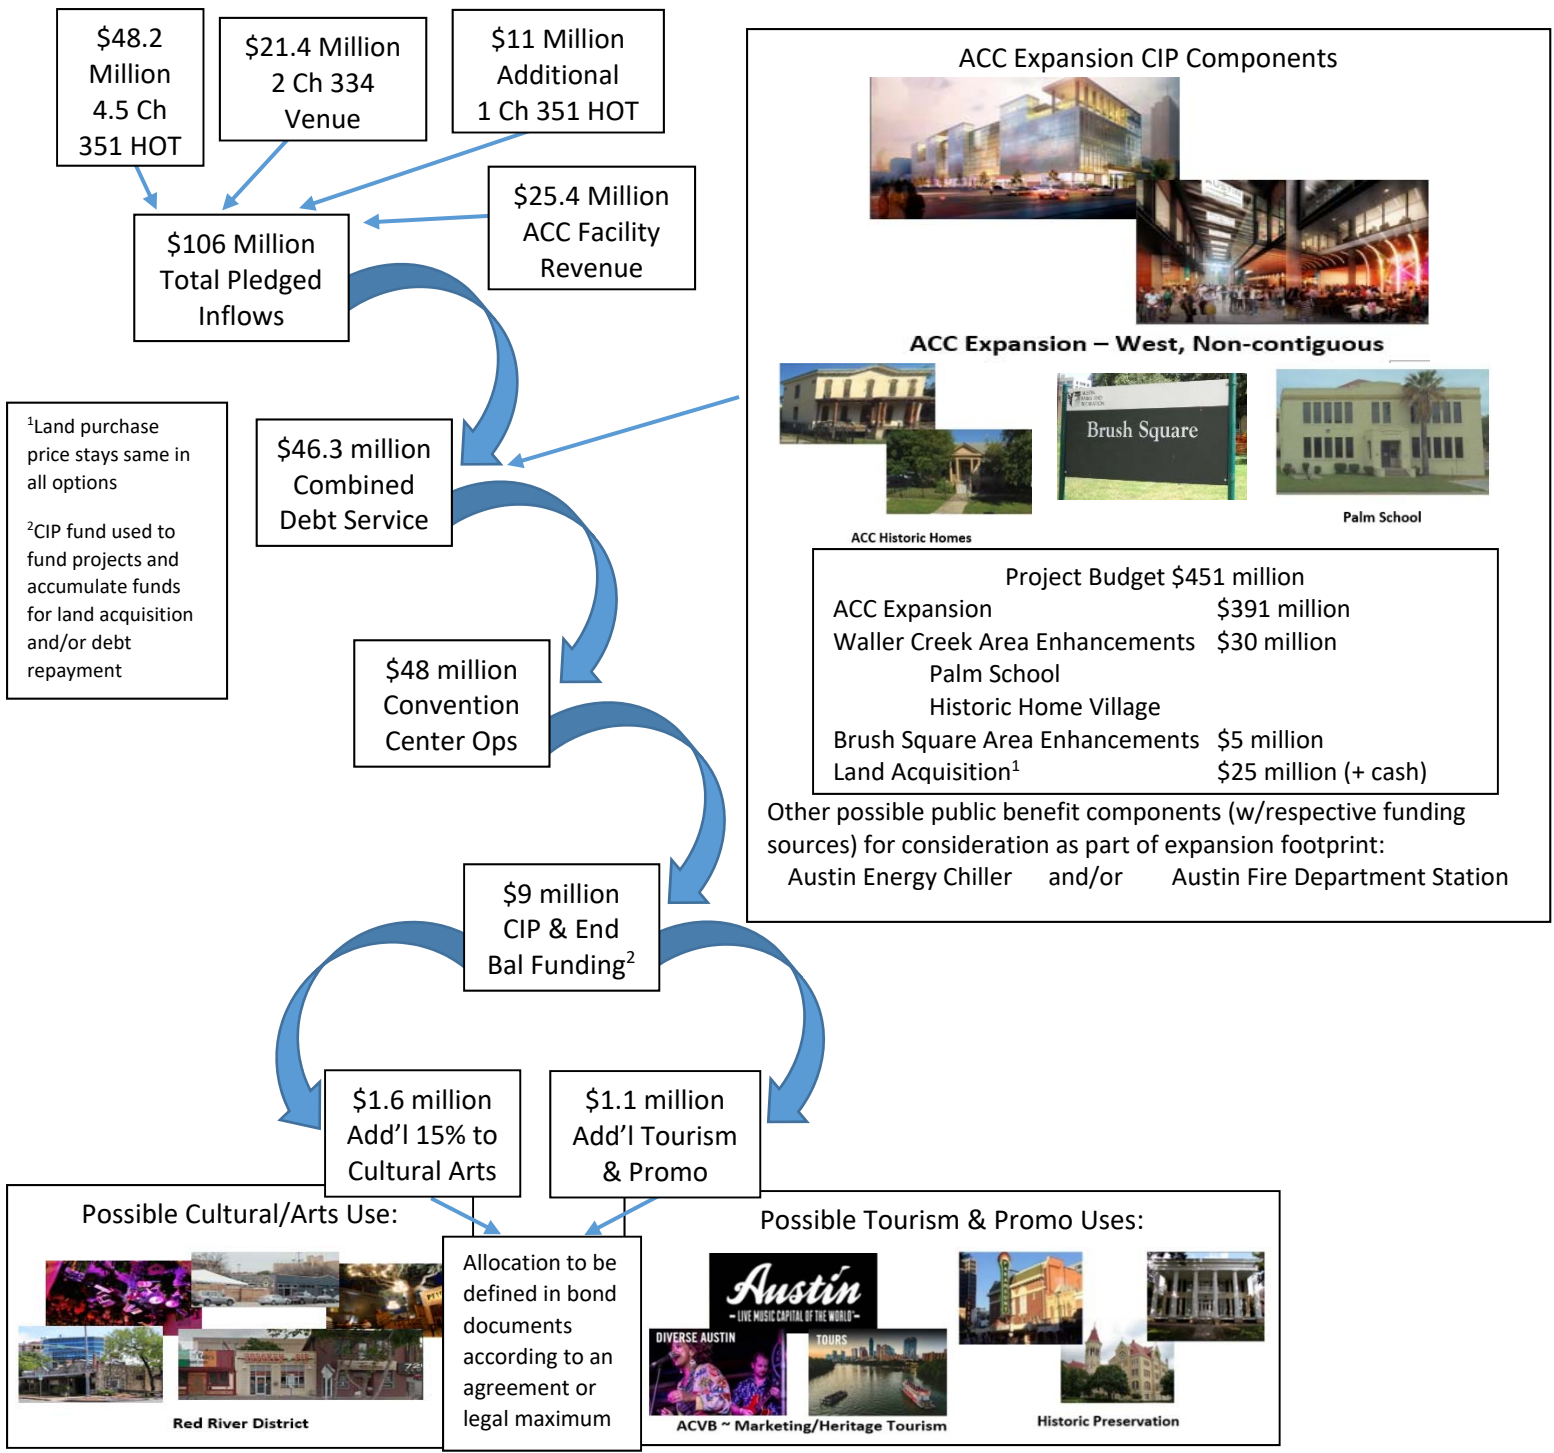 $48.2
Million
4.5 Ch
351 HOT
$21.4 Million
2 Ch 334
Venue
$11 Million
Additional
1 Ch 351 HOT
$25.4 Million
ACC Facility
Revenue
$106 Million
Total Pledged
Inflows
¹Land purchase
price stays same in
all options
²CIP fund used to
fund projects and
accumulate funds
for land acquisition
and/or debt
repayment
$46.3 million
Combined
Debt Service
$48 million
Convention
Center Ops
$9 million
CIP & End
Bal Funding²
$1.6 million
Add’l 15% to
Cultural Arts
$1.1 million
Add’l Tourism
& Promo
ACC Expansion CIP Components
AUSTIN
ACC Expansion – West, Non-contiguous
Brush Square
ACC Historic Homes
Palm School
Project Budget $451 million
ACC Expansion $391 million
Waller Creek Area Enhancements $30 million
Palm School
Historic Home Village
Brush Square Area Enhancements $5 million
Land Acquisition¹ $25 million (+ cash)
Other possible public benefit components (w/respective funding
sources) for consideration as part of expansion footprint:
Austin Energy Chiller and/or Austin Fire Department Station
Possible Cultural/Arts Use:
Red River District
Allocation to be
defined in bond
documents
according to an
agreement or
legal maximum
Possible Tourism & Promo Uses:
Austin
LIVE MUSIC CAPITAL OF THE WORLD
DIVERSE AUSTIN
TOURS
ACVB ~ Marketing/Heritage Tourism
Historic Preservation